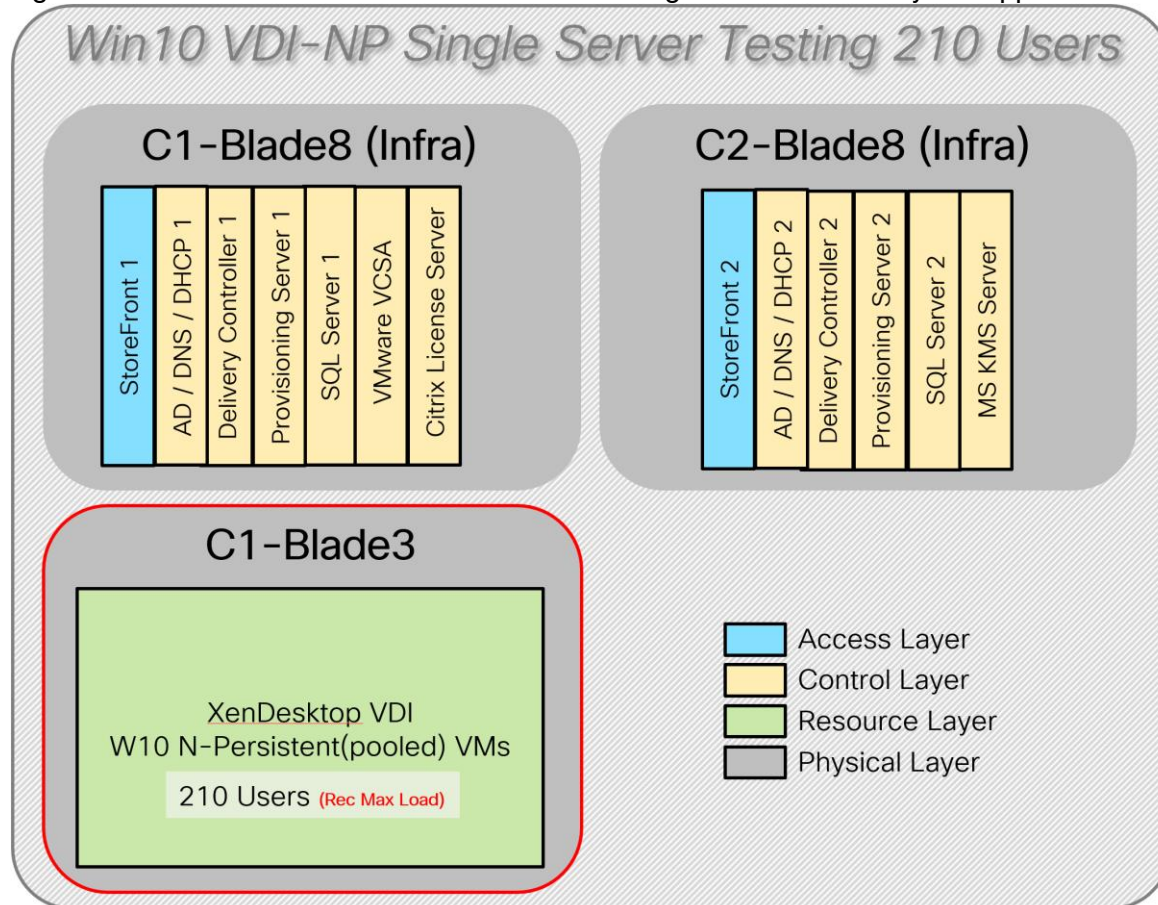 Win10 VDI-NP Single Server Testing 210 Users
C1-Blade8 (Infra)
StoreFront 1
AD / DNS / DHCP 1
Delivery Controller 1
Provisioning Server 1
SQL Server 1
VMware VCSA
Citrix License Server
C2-Blade8 (Infra)
StoreFront 2
AD / DNS / DHCP 2
Delivery Controller 2
Provisioning Server 2
SQL Server 2
MS KMS Server
C1-Blade3
XenDesktop VDI
W10 N-Persistent(pooled) VMs
210 Users (Rec Max Load)
Access Layer
Control Layer
Resource Layer
Physical Layer